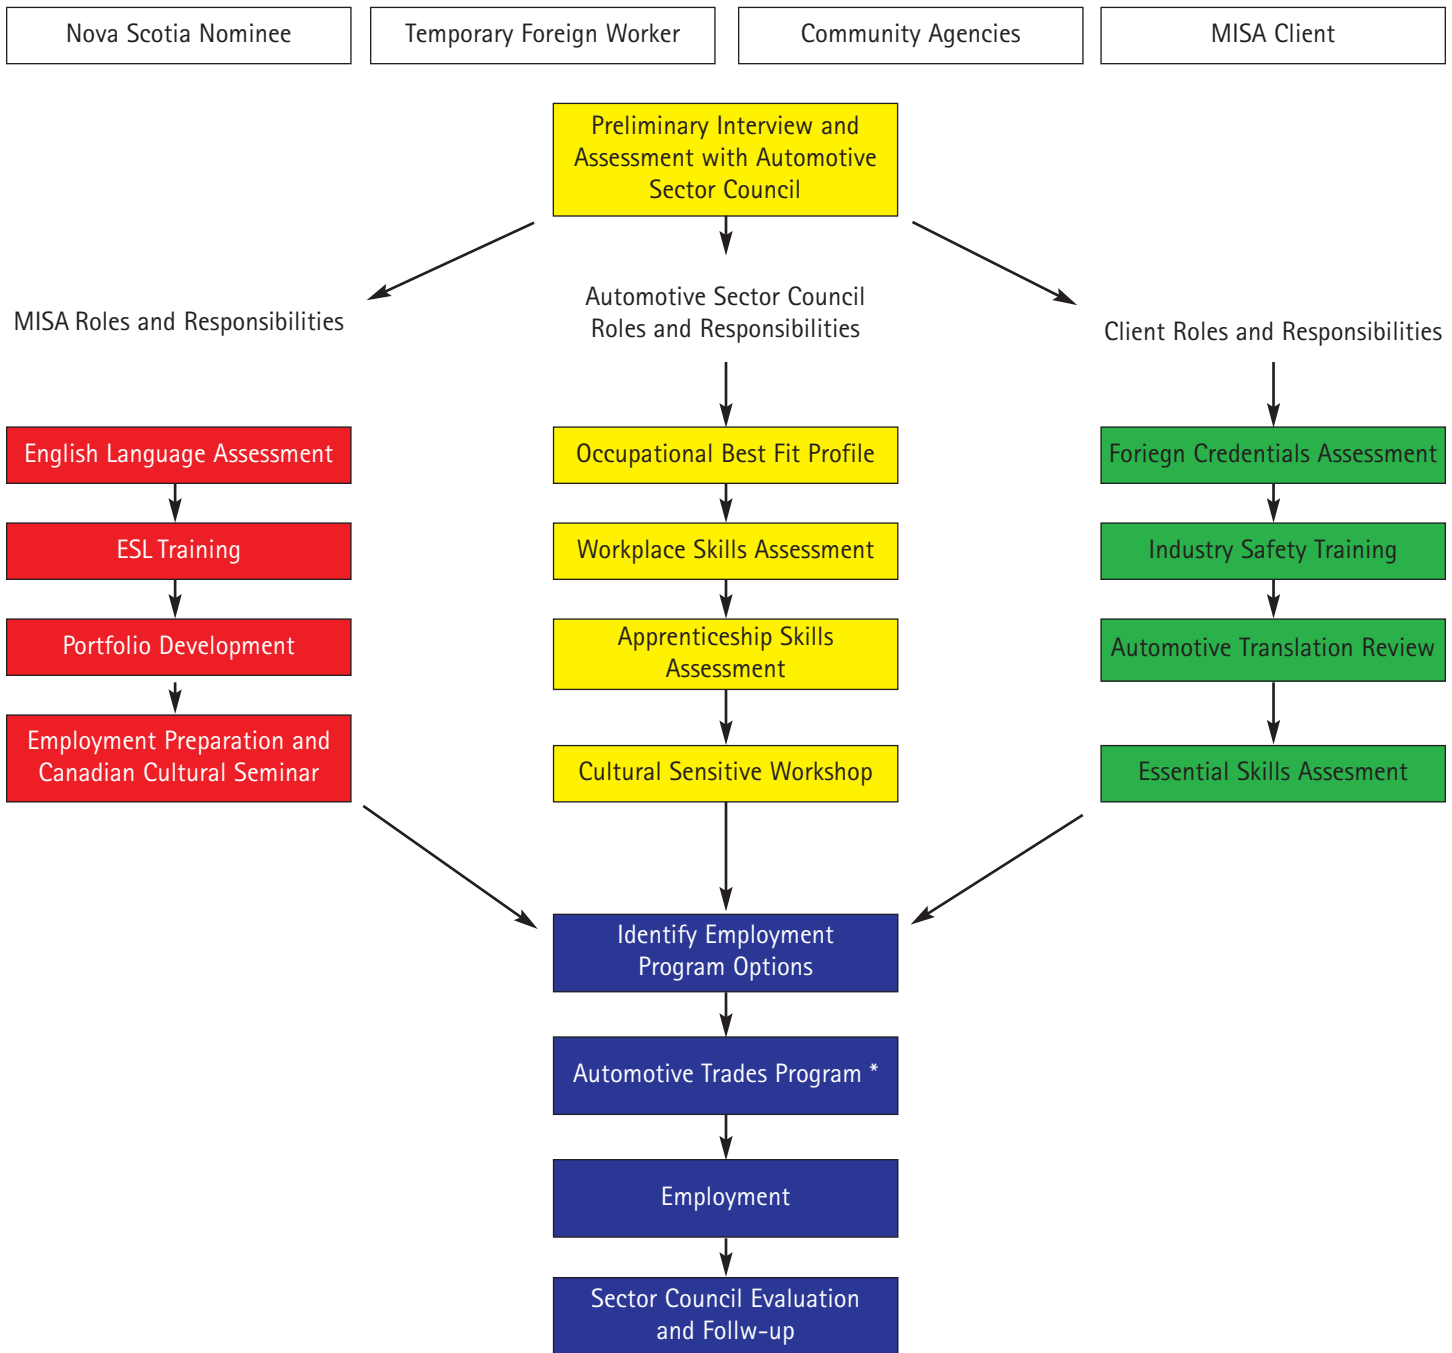 Nova Scotia Nominee
Temporary Foreign Worker
Community Agencies
MISA Client
Preliminary Interview and
Assessment with Automotive
Sector Council
MISA Roles and Responsibilities
Automotive Sector Council
Roles and Responsibilities
Client Roles and Responsibilities
English Language Assessment
ESL Training
Portfolio Development
Employment Preparation and
Canadian Cultural Seminar
Occupational Best Fit Profile
Workplace Skills Assessment
Apprenticeship Skills
Assessment
Cultural Sensitive Workshop
Foriegn Credentials Assessment
Industry Safety Training
Automotive Translation Review
Essential Skills Assesment
Identify Employment
Program Options
Automotive Trades Program *
Employment
Sector Council Evaluation
and Follw-up